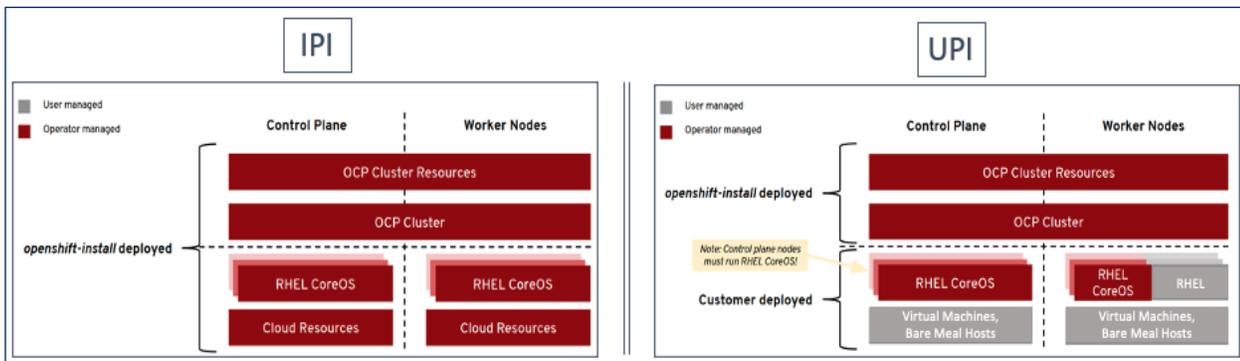 IPI
User managed
Operator managed
Control Plane
Worker Nodes
OCP Cluster Resources
OCP Cluster
openshift-install deployed
RHEL CoreOS
RHEL CoreOS
Cloud Resources
Cloud Resources
UPI
User managed
Operator managed
Control Plane
Worker Nodes
OCP Cluster Resources
openshift-install deployed
OCP Cluster
Note: Control plane nodes
must run RHEL CoreOS!
RHEL CoreOS
RHEL
CoreOS
RHEL
Customer deployed
Virtual Machines,
Bare Meal Hosts
Virtual Machines,
Bare Meal Hosts